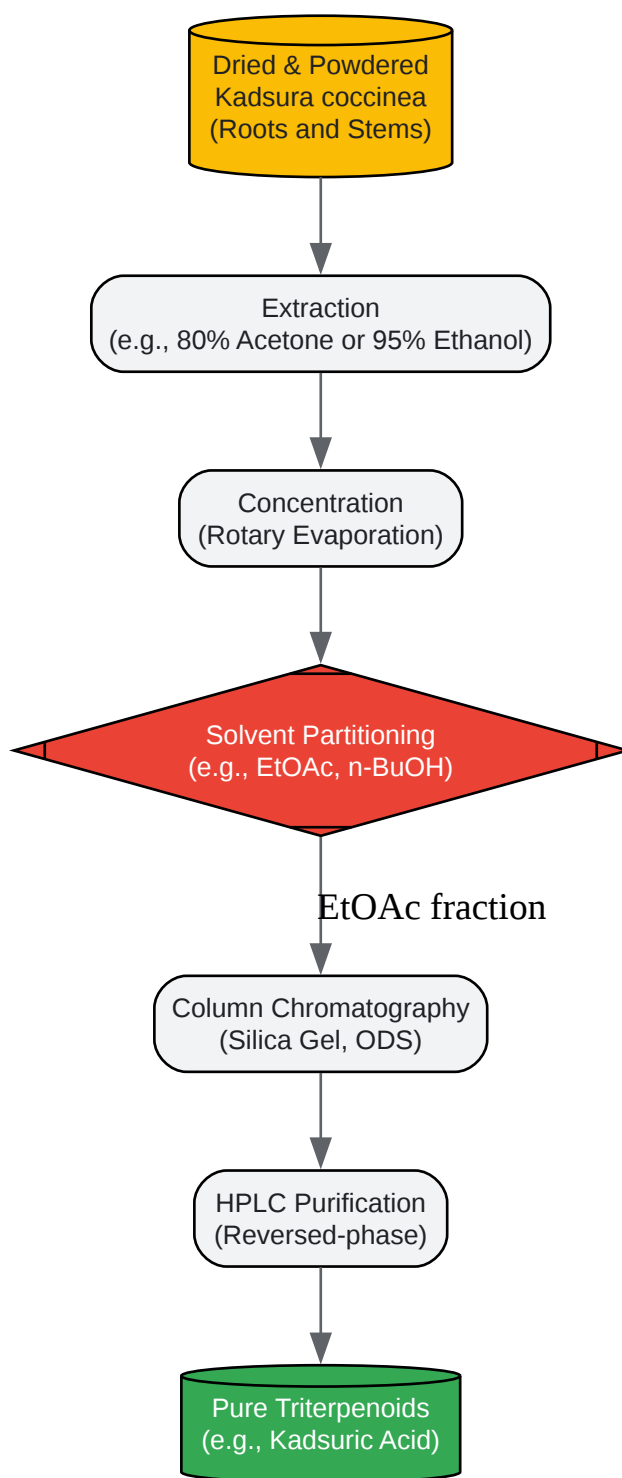 Dried & Powdered
Kadsura coccinea
(Roots and Stems)
Extraction
(e.g., 80% Acetone or 95% Ethanol)
Concentration
(Rotary Evaporation)
Solvent Partitioning
(e.g., EtOAc, n-BuOH)
EtOAc fraction
Column Chromatography
(Silica Gel, ODS)
HPLC Purification
(Reversed-phase)
Pure Triterpenoids
(e.g., Kadsuric Acid)